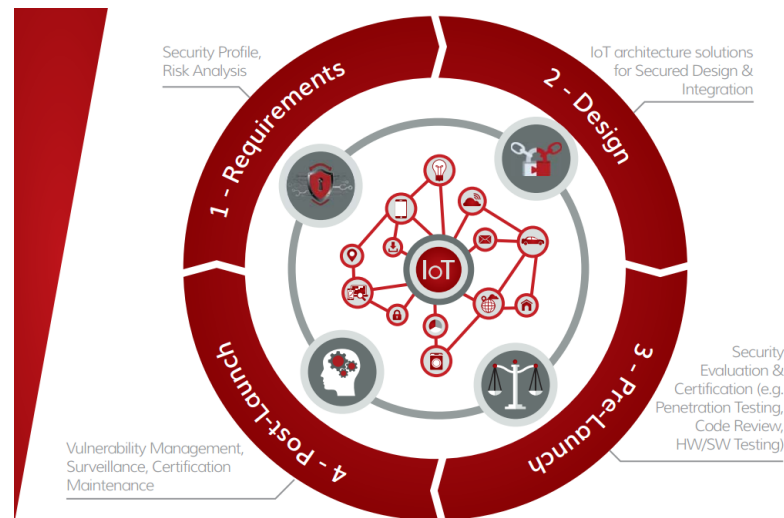 Security Profile,
Risk Analysis
1 - Requirements
2 - Design
IoT architecture solutions
for Secured Design &
Integration
IoT
3 - Pre-Launch
Security
Evaluation &
Certification (e.g.
Penetration Testing,
Code Review,
HW/SW Testing)
4 - Post-Launch
Vulnerability Management,
Surveillance, Certification
Maintenance